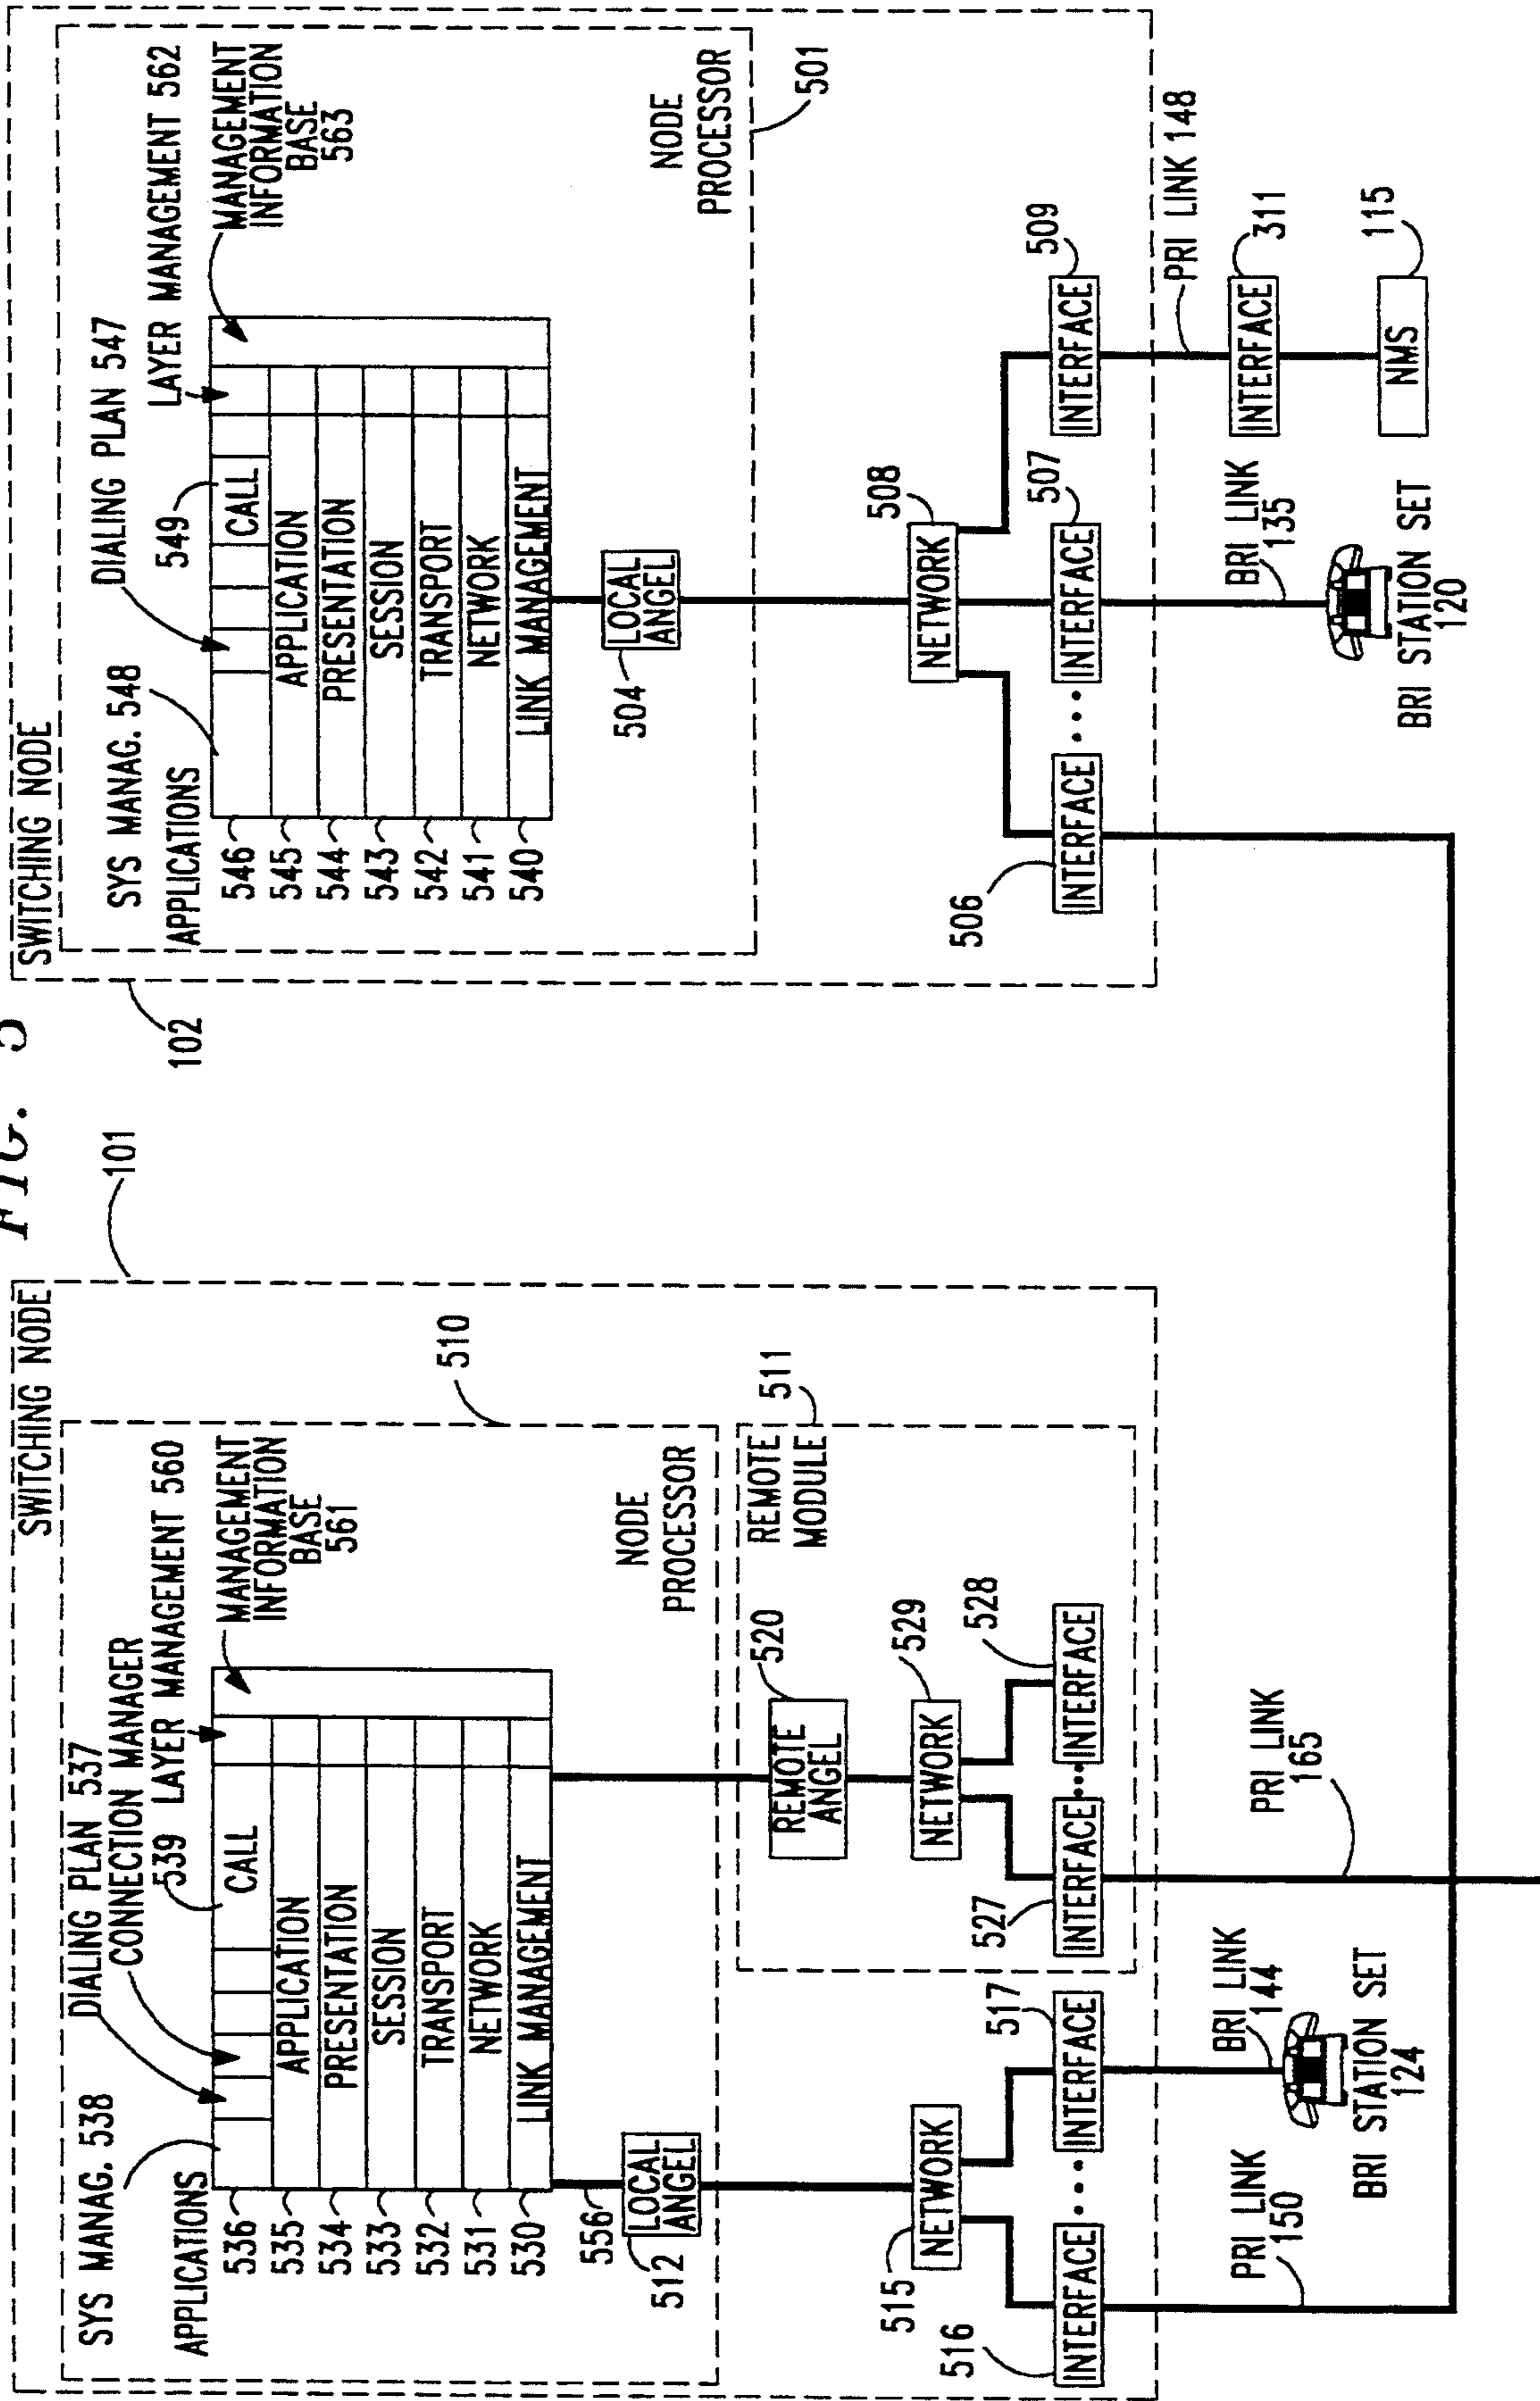 FIG. 5
SWITCHING NODE
101
SYS MANAG. 538
DIALING PLAN 537
CONNECTION MANAGER
539
LAYER MANAGEMENT 560
APPLICATIONS
MANAGEMENT
INFORMATION
BASE
561
536
CALL
535
APPLICATION
534
PRESENTATION
533
SESSION
532
TRANSPORT
531
NETWORK
530
LINK MANAGEMENT
NODE
PROCESSOR
510
556
512
LOCAL
ANGEL
REMOTE
MODULE
511
520
REMOTE
ANGEL
515
NETWORK
529
NETWORK
516
INTERFACE
...
INTERFACE
517
527
INTERFACE
...
INTERFACE
528
PRI LINK
150
BRI LINK
144
BRI STATION SET
124
PRI LINK
165
SWITCHING NODE
102
SYS MANAG. 548
DIALING PLAN 547
549
LAYER MANAGEMENT 562
APPLICATIONS
MANAGEMENT
INFORMATION
BASE
563
546
CALL
545
APPLICATION
544
PRESENTATION
543
SESSION
542
TRANSPORT
541
NETWORK
540
LINK MANAGEMENT
504
LOCAL
ANGEL
NODE
PROCESSOR
501
NETWORK
508
506
INTERFACE
...
INTERFACE
507
INTERFACE
509
BRI LINK
135
BRI STATION SET
120
PRI LINK 148
INTERFACE
311
NMS
115